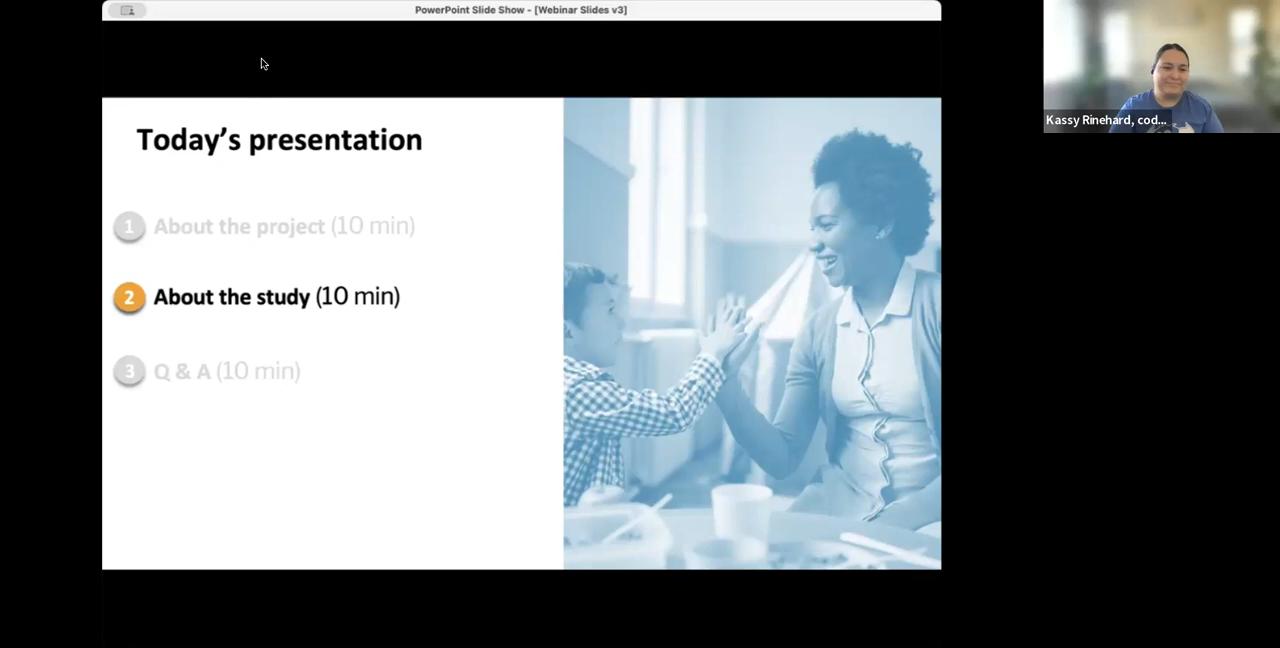 PowerPoint Slide Show - [Webinar Slides v3]
Today’s presentation
1 About the project (10 min)
2 About the study (10 min)
3 Q & A (10 min)
Kassy Rinehard, cod...